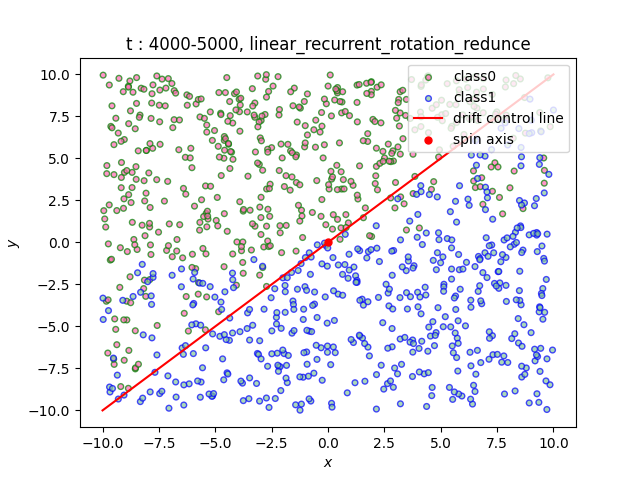 t : 4000-5000, linear_recurrent_rotation_redunce
class0
class1
drift control line
spin axis
10.0
7.5
5.0
2.5
0.0
−2.5
−5.0
−7.5
−10.0
y
−10.0 −7.5 −5.0 −2.5 0.0 2.5 5.0 7.5 10.0
x